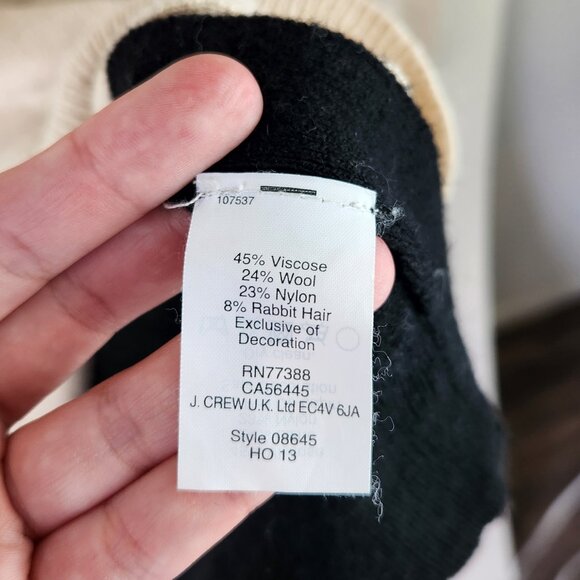 107537
45% Viscose
24% Wool
23% Nylon
8% Rabbit Hair
Exclusive of
Decoration
RN77388
CA56445
J. CREW U.K. Ltd EC4V 6JA
Style 08645
HO 13